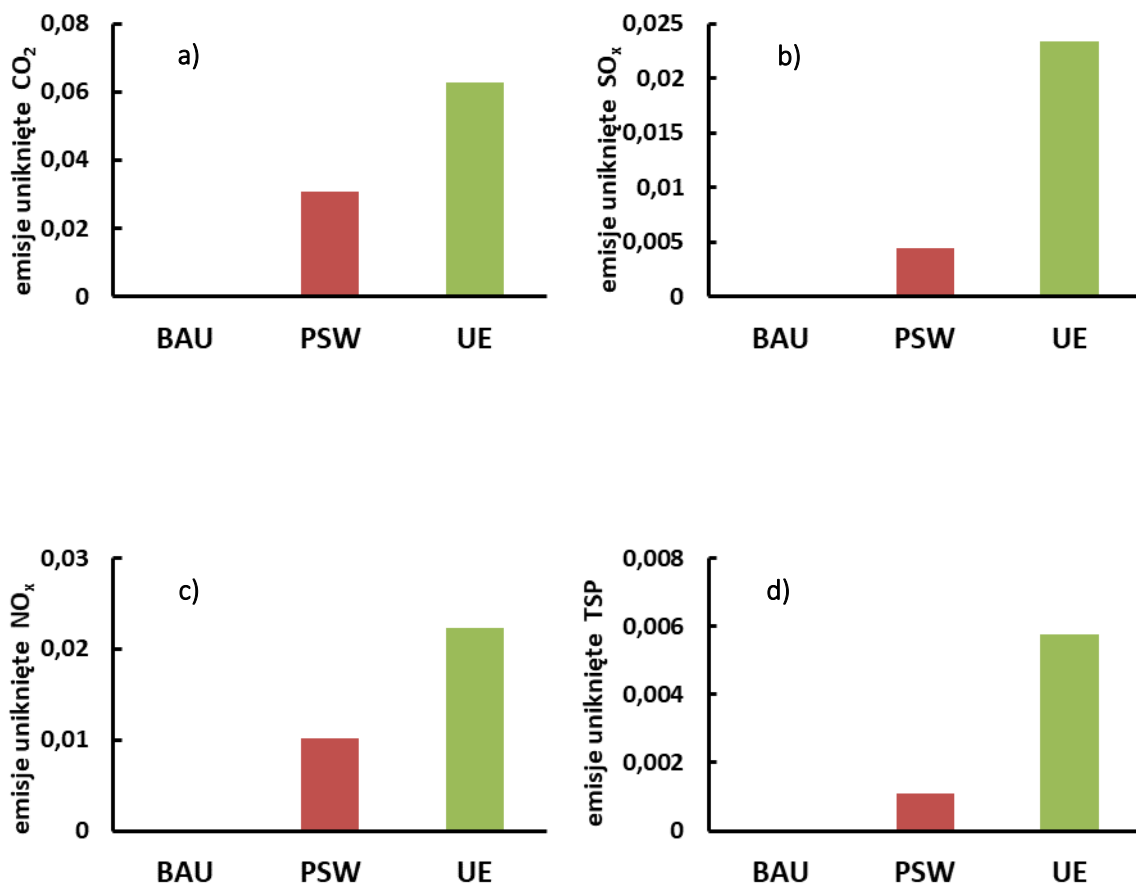 emisje uniknięte CO₂
0,08
0,06
0,04
0,02
0
a)
BAU PSW UE
emisje uniknięte SOₓ
0,025
0,02
0,015
0,01
0,005
0
b)
BAU PSW UE
emisje uniknięte NOₓ
0,03
0,02
0,01
0
c)
BAU PSW UE
emisje uniknięte TSP
0,008
0,006
0,004
0,002
0
d)
BAU PSW UE